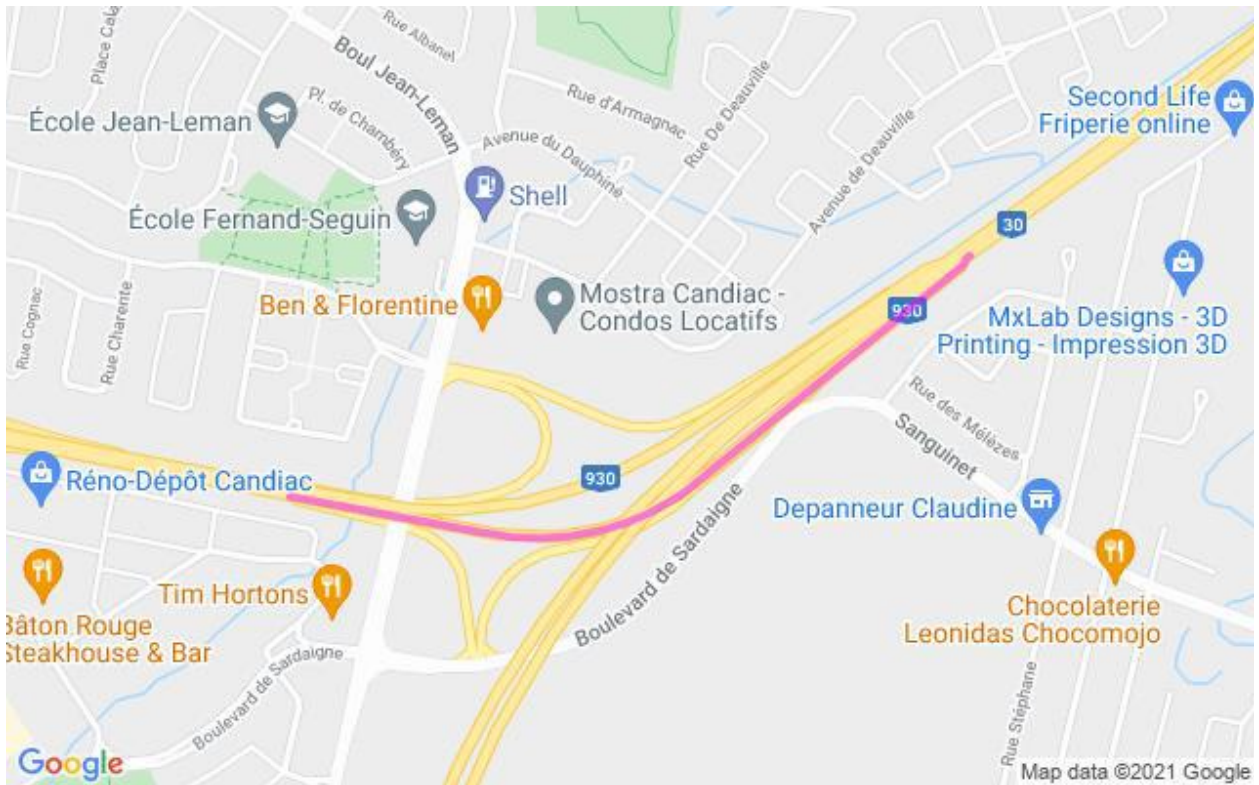 Place Cala
Rue Albanel
Boul Jean-Leman
École Jean-Leman
Pl. de Chambéry
Avenue du Dauphiné
Rue d'Armagnac
Rue De Deauville
Avenue de Deauville
Second Life
Friperie online
École Fernand-Seguin
Shell
30
Rue Cognac
Rue Charente
Ben & Florentine
Mostra Candiac -
Condos Locatifs
930
MxLab Designs - 3D
Printing - Impression 3D
Rue des Mélèzes
Sanguinet
Réno-Dépôt Candiac
930
Depanneur Claudine
Boulevard de Sardaigne
Tim Hortons
Bâton Rouge
Steakhouse & Bar
Chocolaterie
Leonidas Chocomojo
Boulevard de Sardaigne
Rue Stéphane
Google
Map data ©2021 Google